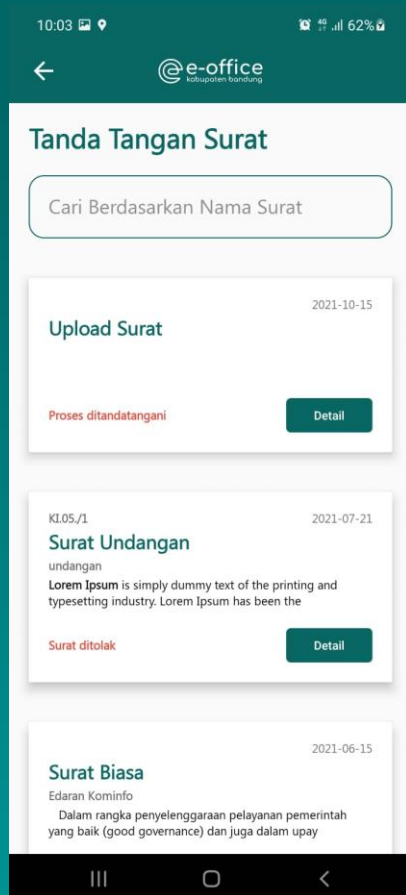 10:03 62%
e-office
kabupaten bandung
Tanda Tangan Surat
Cari Berdasarkan Nama Surat
2021-10-15
Upload Surat
Proses ditandatangani Detail
KI.05./1 2021-07-21
Surat Undangan
undangan
Lorem Ipsum is simply dummy text of the printing and
typesetting industry. Lorem Ipsum has been the
Surat ditolak Detail
2021-06-15
Surat Biasa
Edaran Kominfo
Dalam rangka penyelenggaraan pelayanan pemerintah
yang baik (good governance) dan juga dalam upay